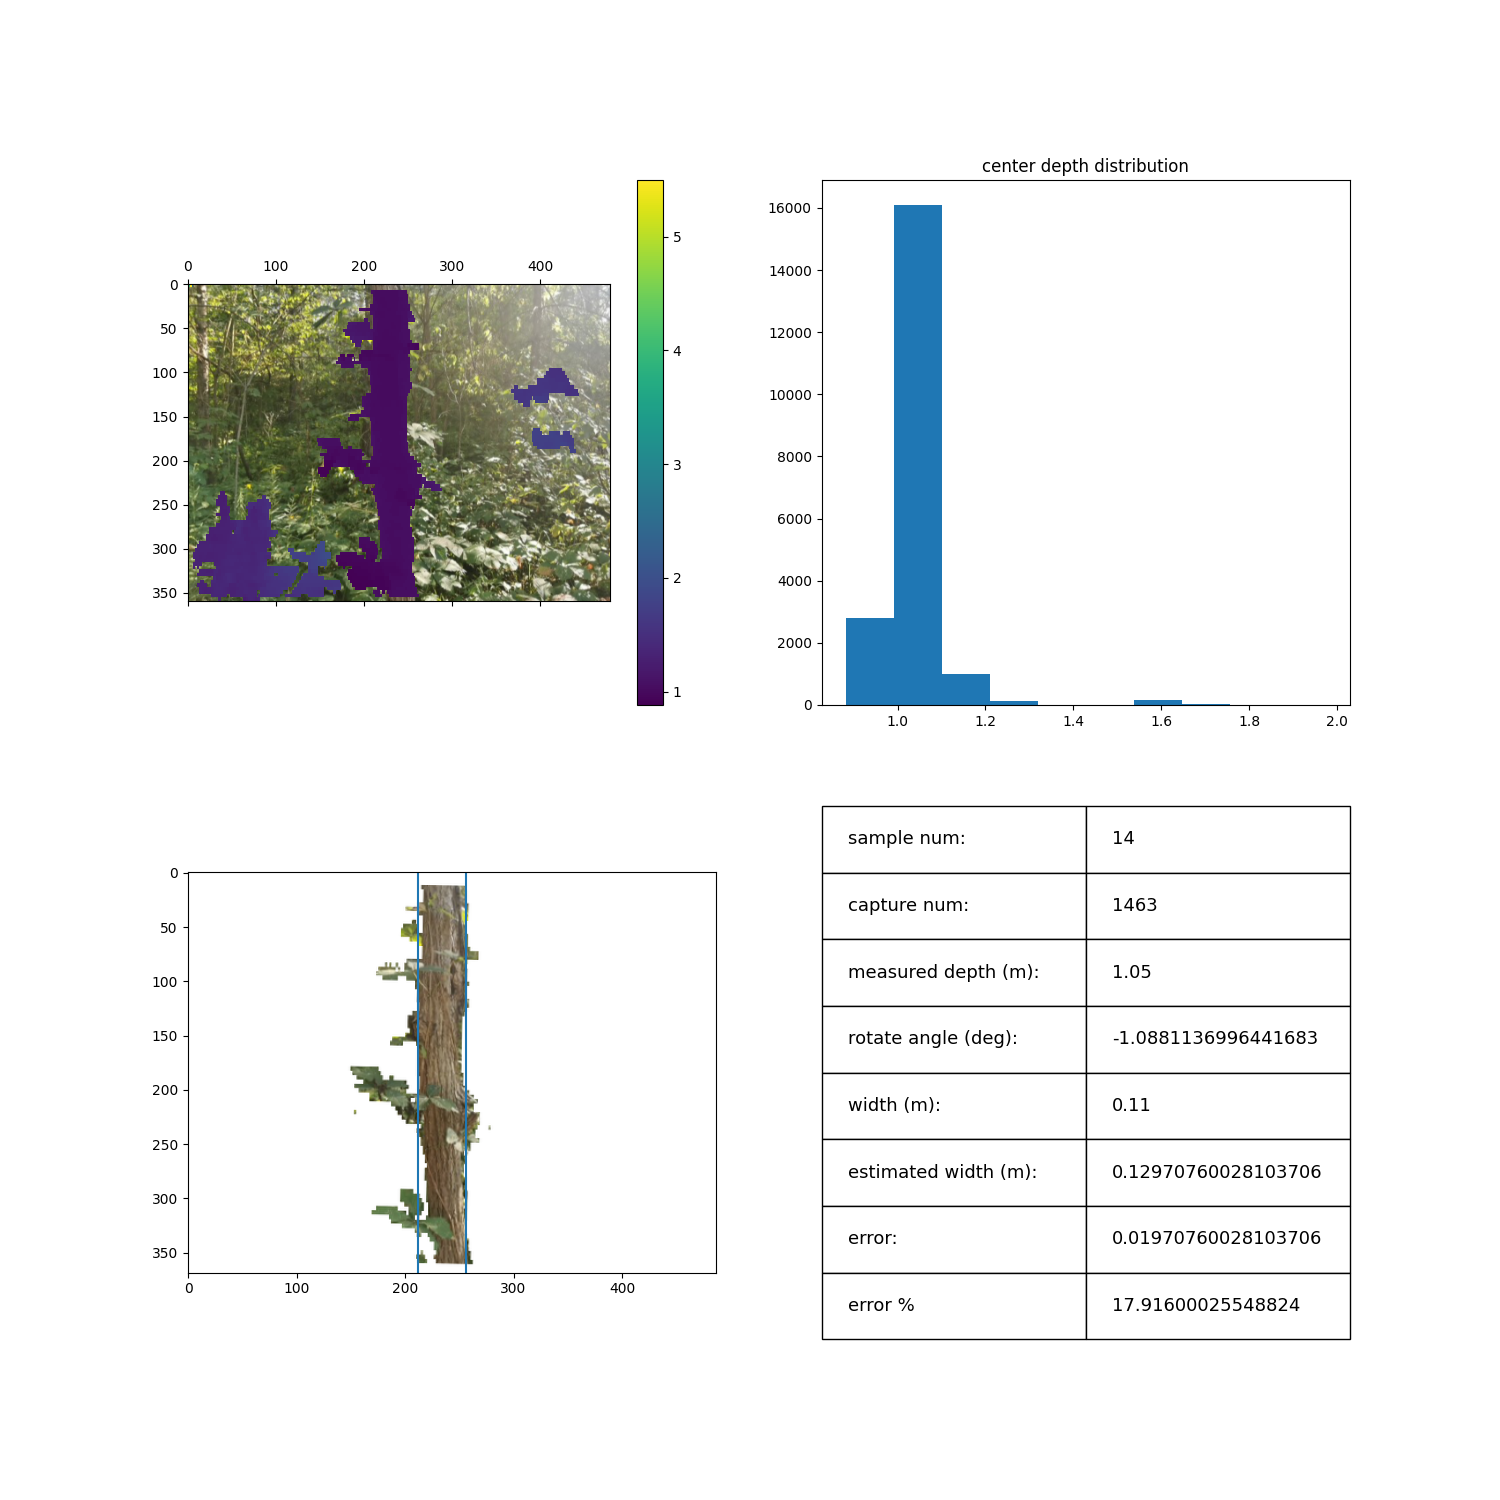 0 100 200 300 400
0
50
100
150
200
250
300
350
5
4
3
2
1
center depth distribution
16000
14000
12000
10000
8000
6000
4000
2000
0
1.0 1.2 1.4 1.6 1.8 2.0
0
50
100
150
200
250
300
350
0 100 200 300 400
sample num: 14
capture num: 1463
measured depth (m): 1.05
rotate angle (deg): -1.0881136996441683
width (m): 0.11
estimated width (m): 0.12970760028103706
error: 0.01970760028103706
error % 17.91600025548824